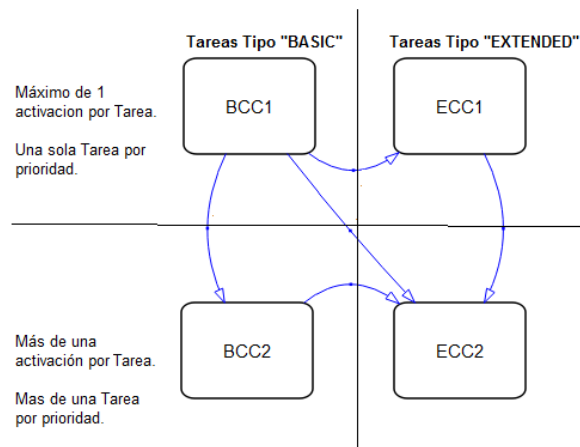 Tareas Tipo "BASIC"
Tareas Tipo "EXTENDED"
Máximo de 1
activacion por Tarea.
Una sola Tarea por
prioridad.
BCC1
ECC1
Más de una
activación por Tarea.
Mas de una Tarea
por prioridad.
BCC2
ECC2